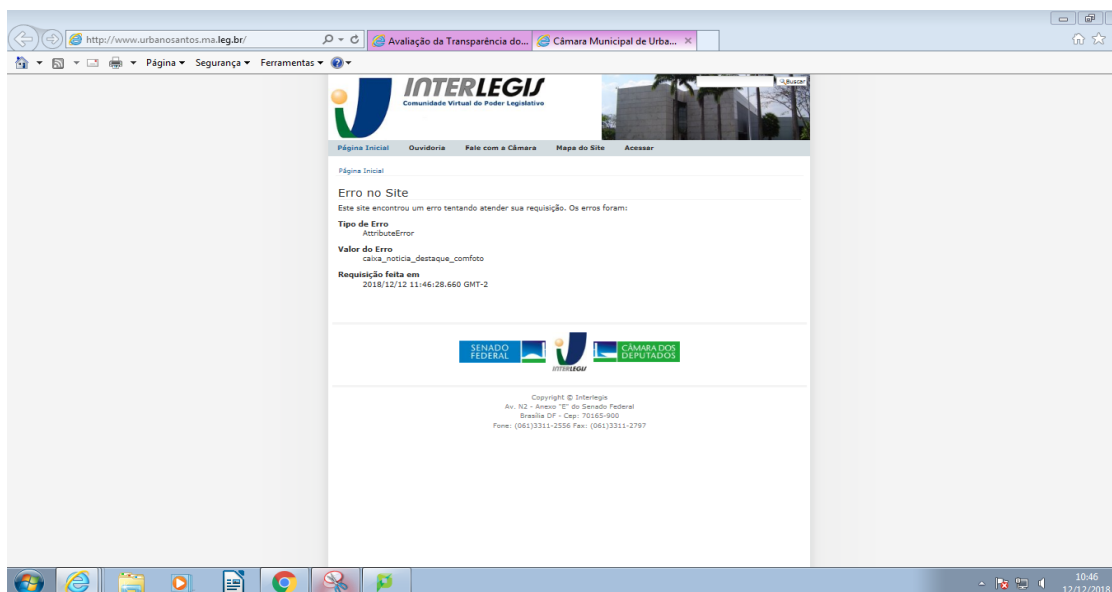 http://www.urbanosantos.ma.leg.br/
Avaliação da Transparência do...
Câmara Municipal de Urba...
Página Segurança Ferramentas
INTERLEGIS
Comunidade Virtual do Poder Legislativo
Buscar
Página Inicial Ouvidoria Fale com a Câmara Mapa do Site Acessar
Página Inicial
Erro no Site
Este site encontrou um erro tentando atender sua requisição. Os erros foram:
Tipo de Erro
AttributeError
Valor do Erro
caixa_noticia_destaque_comfoto
Requisição feita em
2018/12/12 11:46:28.660 GMT-2
SENADO
FEDERAL
INTERLEGIS
CÂMARA DOS
DEPUTADOS
Copyright © Interlegis
Av. N2 - Anexo "E" do Senado Federal
Brasília DF - Cep: 70165-900
Fone: (061)3311-2556 Fax: (061)3311-2797
10:46
12/12/2018